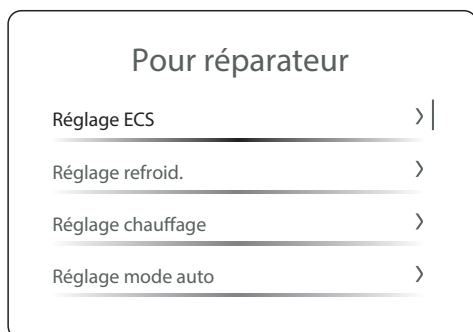 Pour réparateur
Réglage ECS
Réglage refroid.
Réglage chauffage
Réglage mode auto